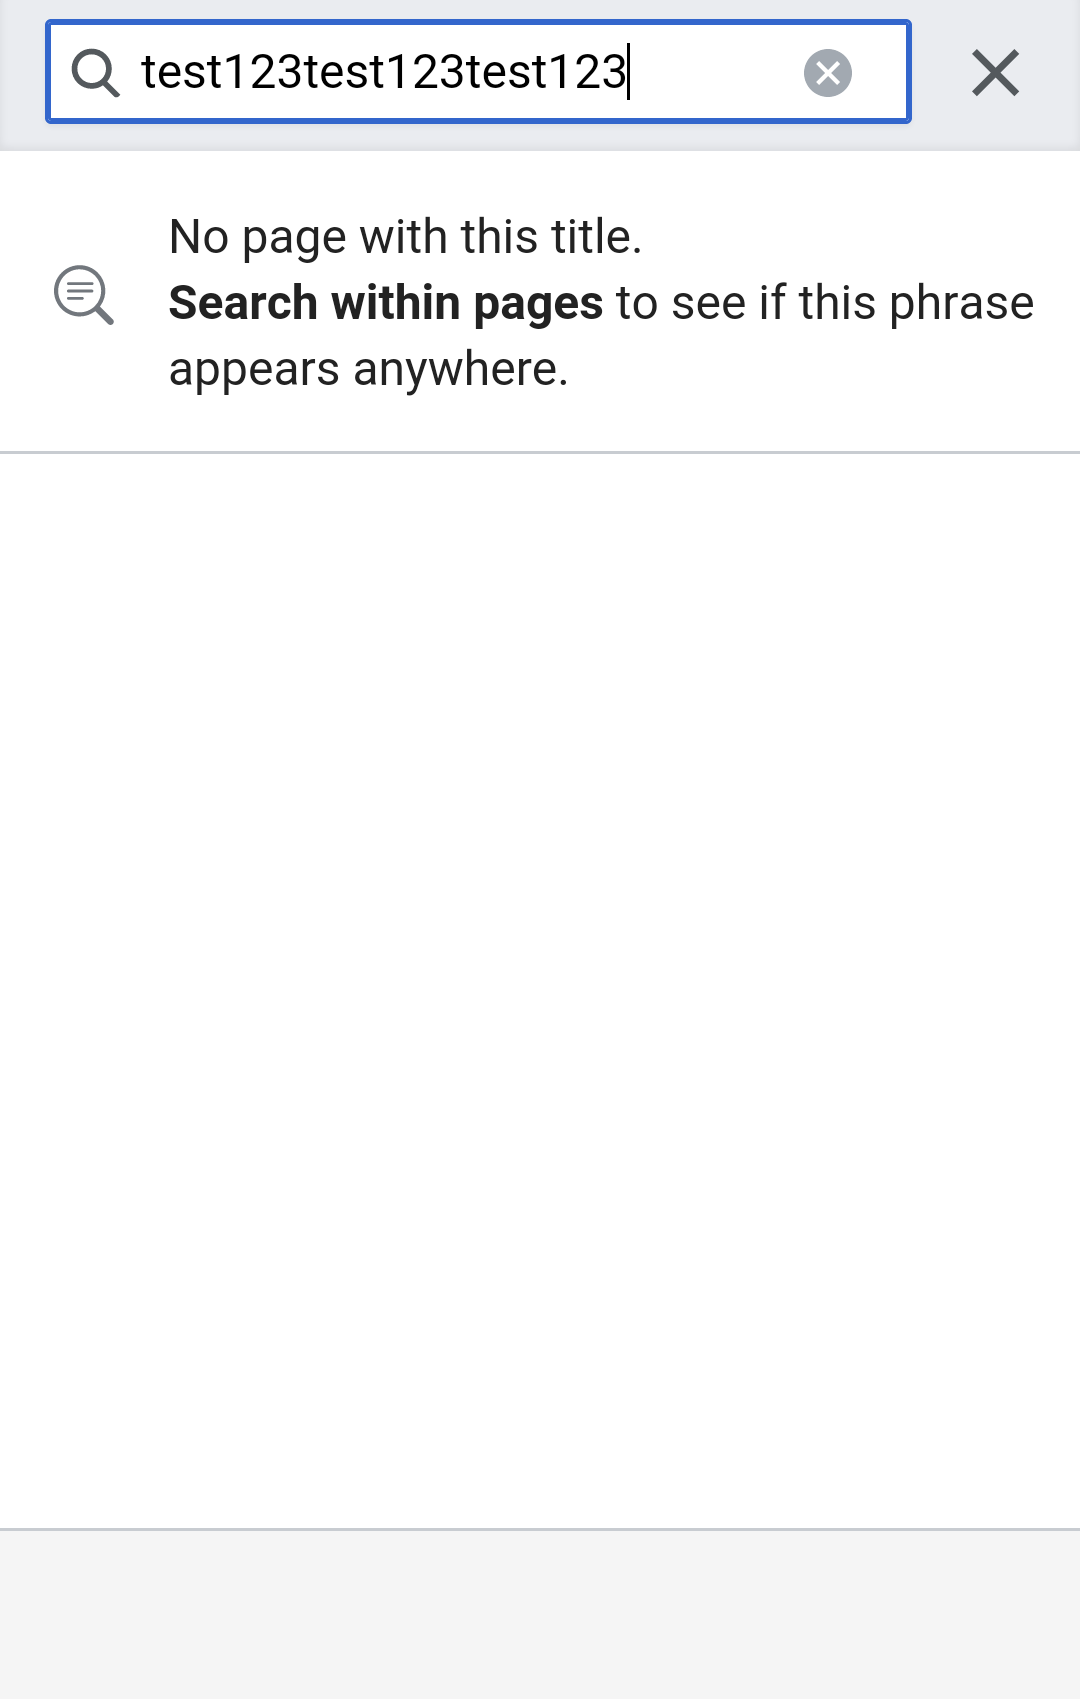 test123test123test123
No page with this title.
Search within pages to see if this phrase
appears anywhere.